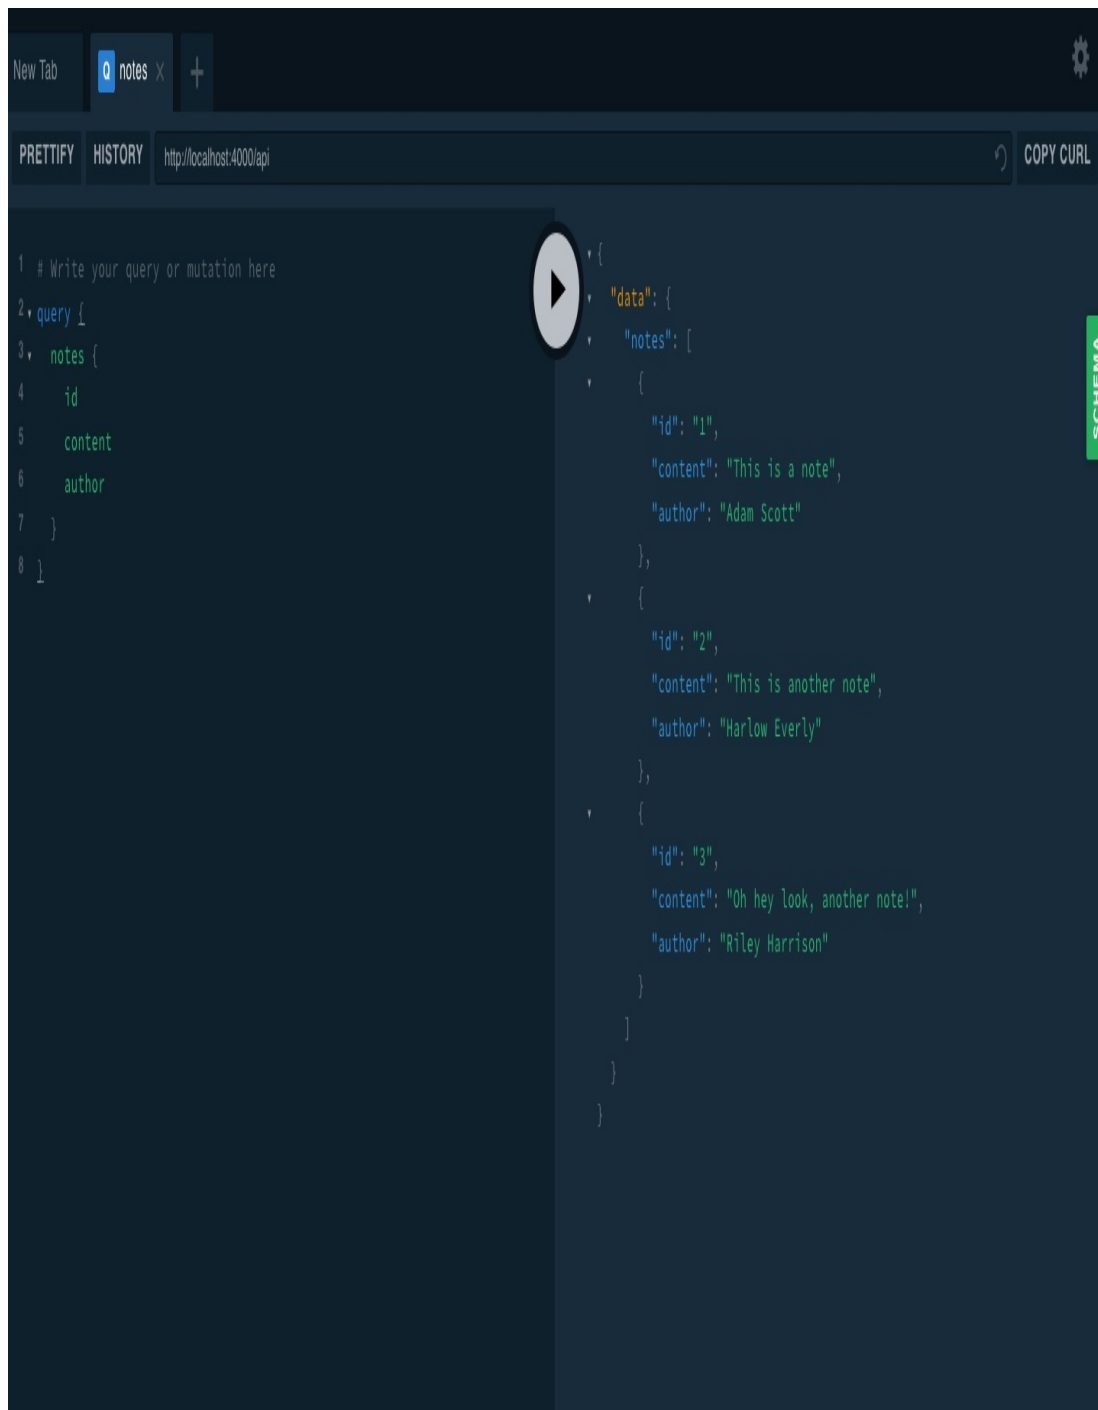 New Tab
Q notes ×
+
PRETTIFY HISTORY http://localhost:4000/api COPY CURL
1 # Write your query or mutation here
2 query {
3 notes {
4 id
5 content
6 author
7 }
8 }
{
"data": {
"notes": [
{
"id": "1",
"content": "This is a note",
"author": "Adam Scott"
},
{
"id": "2",
"content": "This is another note",
"author": "Harlow Everly"
},
{
"id": "3",
"content": "Oh hey look, another note!",
"author": "Riley Harrison"
}
]
}
}
SCHEMA